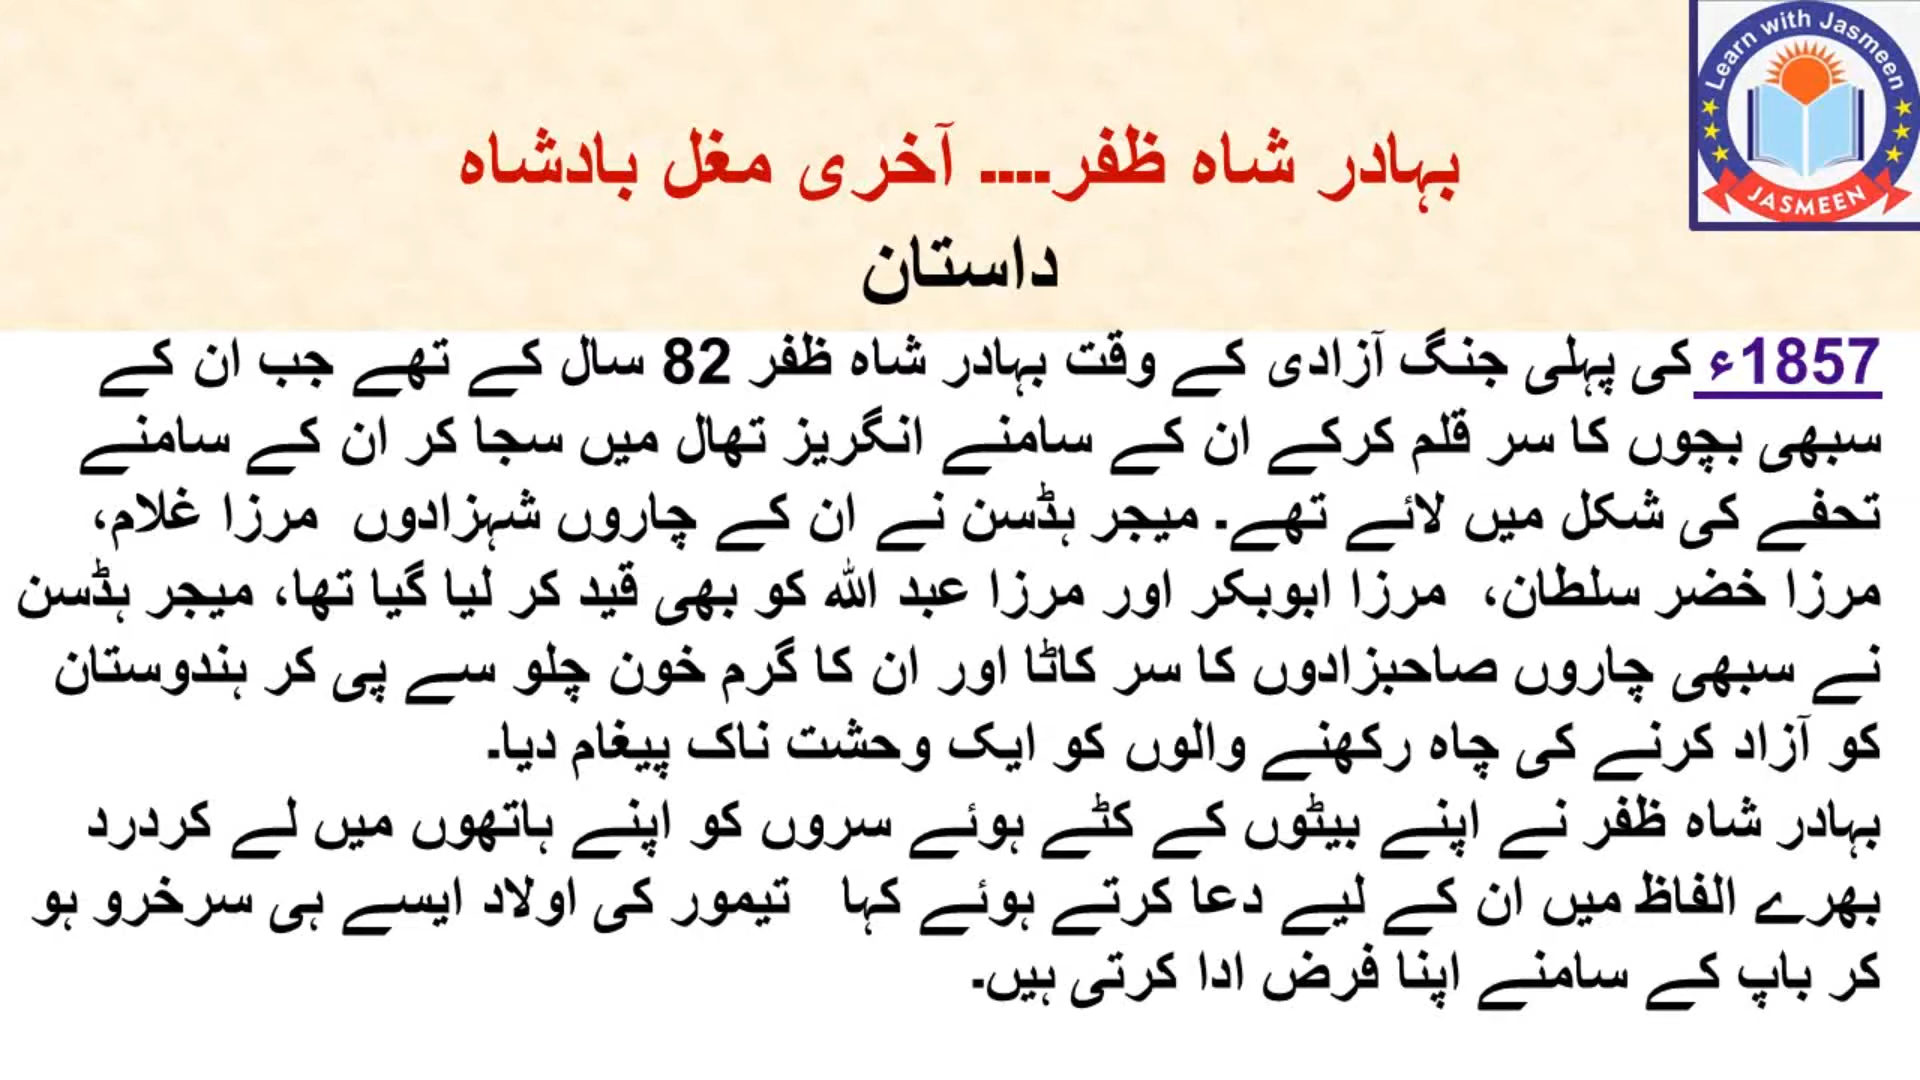 Learn with Jasmeen
JASMEEN
بہادر شاہ ظفر.... آخری مغل بادشاہ
داستان
1857ء کی پہلی جنگ آزادی کے وقت بہادر شاہ ظفر 82 سال کے تھے جب ان کے
سبھی بچوں کا سر قلم کرکے ان کے سامنے انگریز تھال میں سجا کر ان کے سامنے
تحفے کی شکل میں لائے تھے۔ میجر ہڈسن نے ان کے چاروں شہزادوں مرزا غلام،
مرزا خضر سلطان، مرزا ابوبکر اور مرزا عبد اللہ کو بھی قید کر لیا گیا تھا، میجر ہڈسن
نے سبھی چاروں صاحبزادوں کا سر کاٹا اور ان کا گرم خون چلو سے پی کر ہندوستان
کو آزاد کرنے کی چاہ رکھنے والوں کو ایک وحشت ناک پیغام دیا۔
بہادر شاہ ظفر نے اپنے بیٹوں کے کٹے ہوئے سروں کو اپنے ہاتھوں میں لے کردرد
بھرے الفاظ میں ان کے لیے دعا کرتے ہوئے کہا تیمور کی اولاد ایسے ہی سرخرو ہو
کر باپ کے سامنے اپنا فرض ادا کرتی ہیں۔